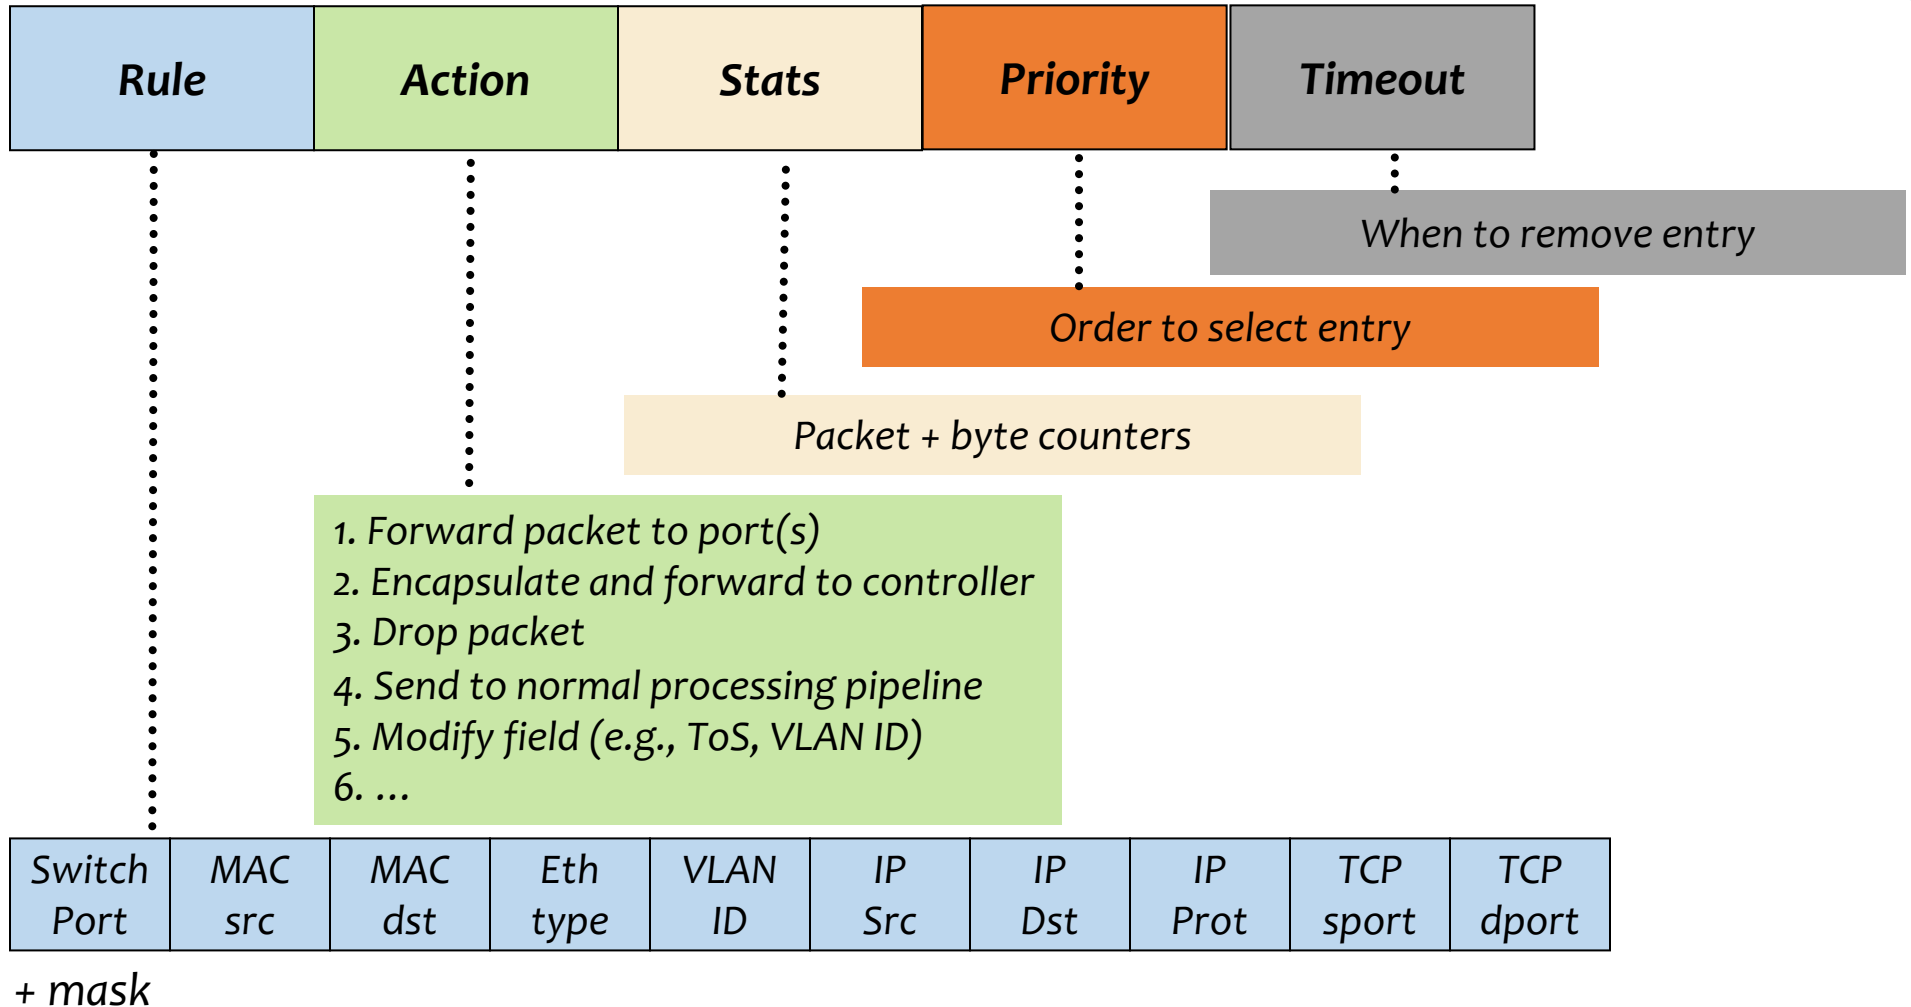 Rule
Action
Stats
Priority
Timeout
When to remove entry
Order to select entry
Packet + byte counters
1. Forward packet to port(s)
2. Encapsulate and forward to controller
3. Drop packet
4. Send to normal processing pipeline
5. Modify field (e.g., ToS, VLAN ID)
6. ...
Switch
Port
MAC
src
MAC
dst
Eth
type
VLAN
ID
IP
Src
IP
Dst
IP
Prot
TCP
sport
TCP
dport
+ mask